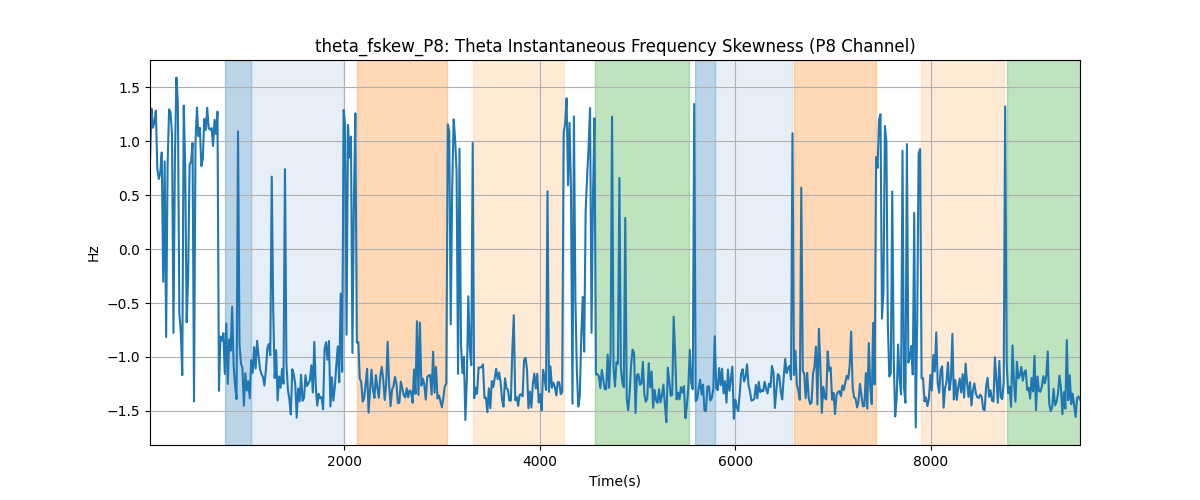 theta_fskew_P8: Theta Instantaneous Frequency Skewness (P8 Channel)
1.5
1.0
0.5
0.0
−0.5
−1.0
−1.5
Hz
2000 4000 6000 8000
Time(s)